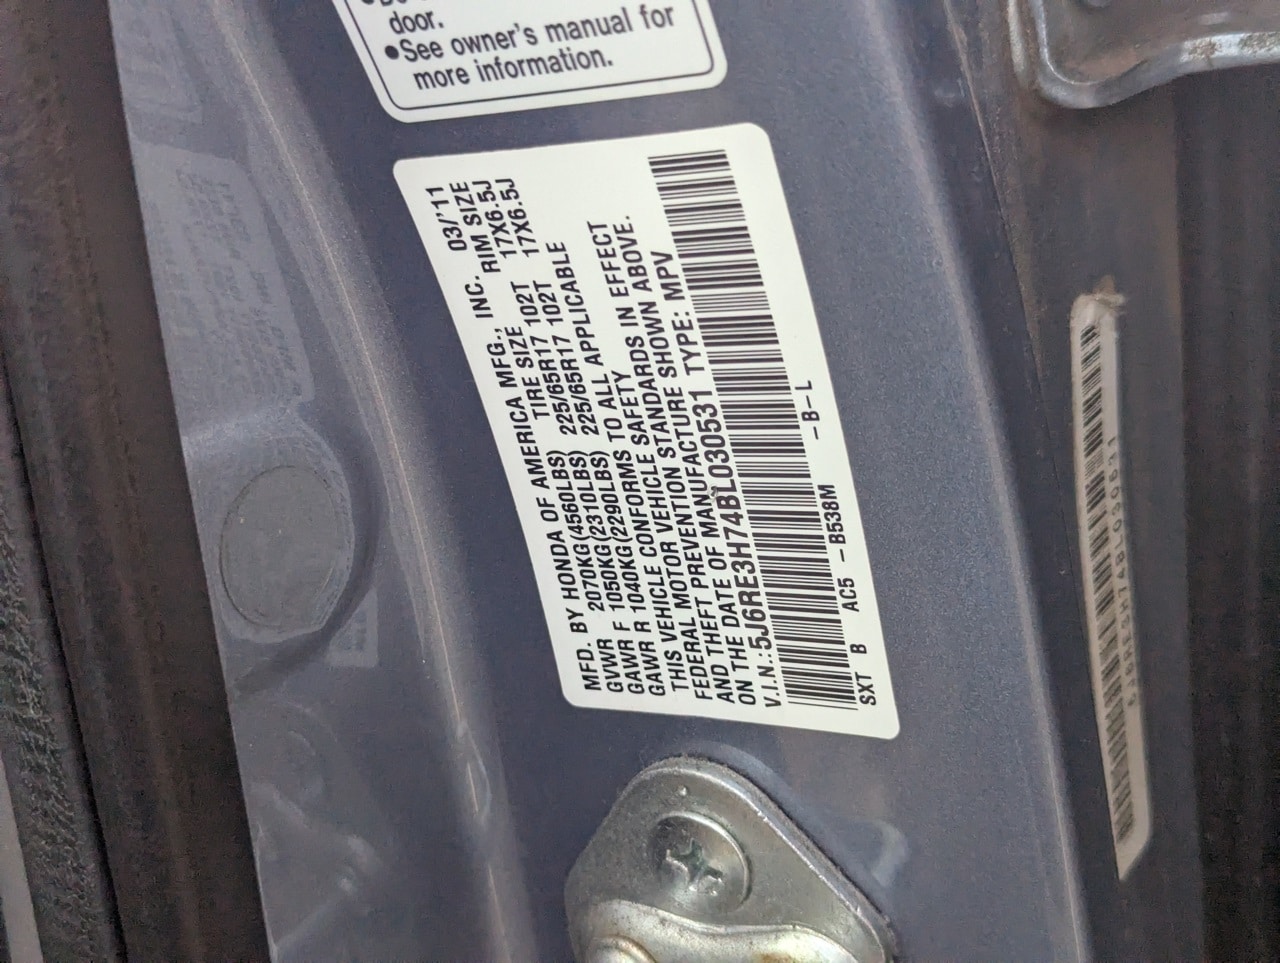 door.
●See owner's manual for
more information.
MFD. BY HONDA OF AMERICA MFG., INC. 03/'11
GVWR 2070KG(4560LBS) TIRE SIZE RIM SIZE
GAWR F 1050KG(2310LBS) 225/65R17 102T 17X6.5J
GAWR R 1040KG(2290LBS) 225/65R17 102T 17X6.5J
THIS VEHICLE CONFORMS TO ALL APPLICABLE
FEDERAL MOTOR VEHICLE SAFETY
AND THEFT PREVENTION STANDARDS IN EFFECT
ON THE DATE OF MANUFACTURE SHOWN ABOVE.
V.I.N.:5J6RE3H74BL030531 TYPE: MPV
SXT B AC5 -B538M -B-L